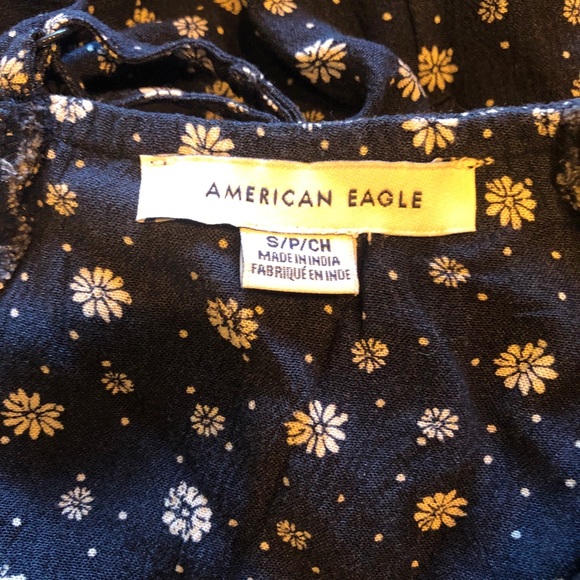 AMERICAN EAGLE
S/P/CH
MADE IN INDIA
FABRIQUÉ EN INDE